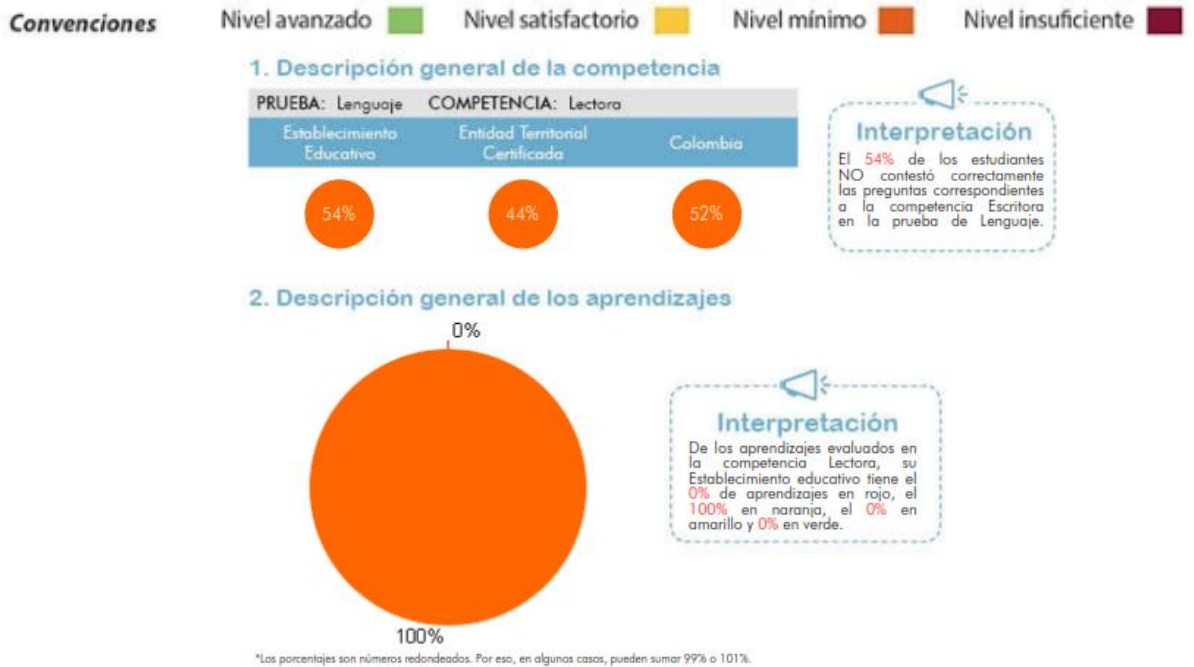 Convenciones Nivel avanzado Nivel satisfactorio Nivel mínimo Nivel insuficiente
1. Descripción general de la competencia
PRUEBA: Lenguaje COMPETENCIA: Lectora
Establecimiento Educativo
Entidad Territorial Certificada
Colombia
54% 44% 52%
Interpretación
El 54% de los estudiantes
NO contestó correctamente
las preguntas correspondientes
a la competencia Escritora
en la prueba de Lenguaje.
2. Descripción general de los aprendizajes
0%
100%
Interpretación
De los aprendizajes evaluados en
la competencia Lectora, su
Establecimiento educativo tiene el
0% de aprendizajes en rojo, el
100% en naranja, el 0% en
amarillo y 0% en verde.
*Los porcentajes son números redondeados. Por eso, en algunos casos, pueden sumar 99% o 101%.